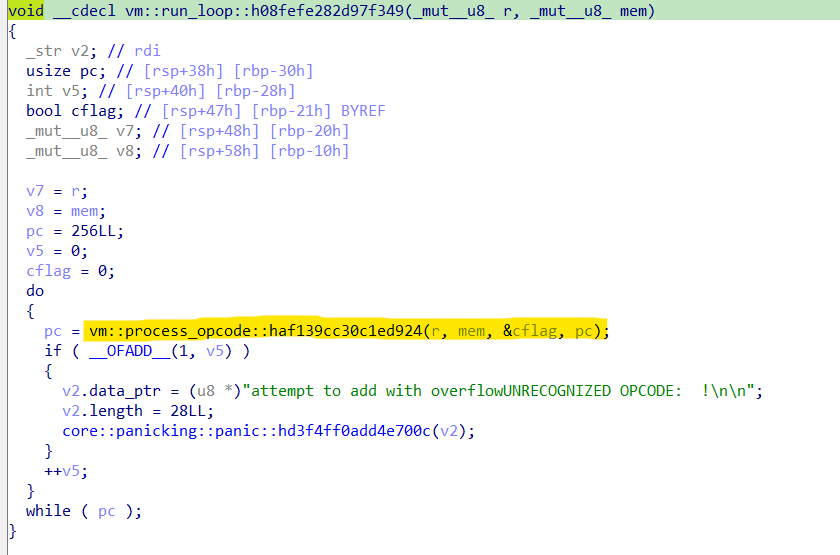 void __cdecl vm::run_loop::h08fefe282d97f349(_mut__u8_ r, _mut__u8_ mem)
{
  _str v2; // rdi
  usize pc; // [rsp+38h] [rbp-30h]
  int v5; // [rsp+40h] [rbp-28h]
  bool cflag; // [rsp+47h] [rbp-21h] BYREF
  _mut__u8_ v7; // [rsp+48h] [rbp-20h]
  _mut__u8_ v8; // [rsp+58h] [rbp-10h]

  v7 = r;
  v8 = mem;
  pc = 256LL;
  v5 = 0;
  cflag = 0;
  do
  {
    pc = vm::process_opcode::haf139cc30c1ed924(r, mem, &cflag, pc);
    if ( __OFADD__(1, v5) )
    {
      v2.data_ptr = (u8 *)"attempt to add with overflowUNRECOGNIZED OPCODE:  !\n\n";
      v2.length = 28LL;
      core::panicking::panic::hd3f4ff0add4e700c(v2);
    }
    ++v5;
  }
  while ( pc );
}